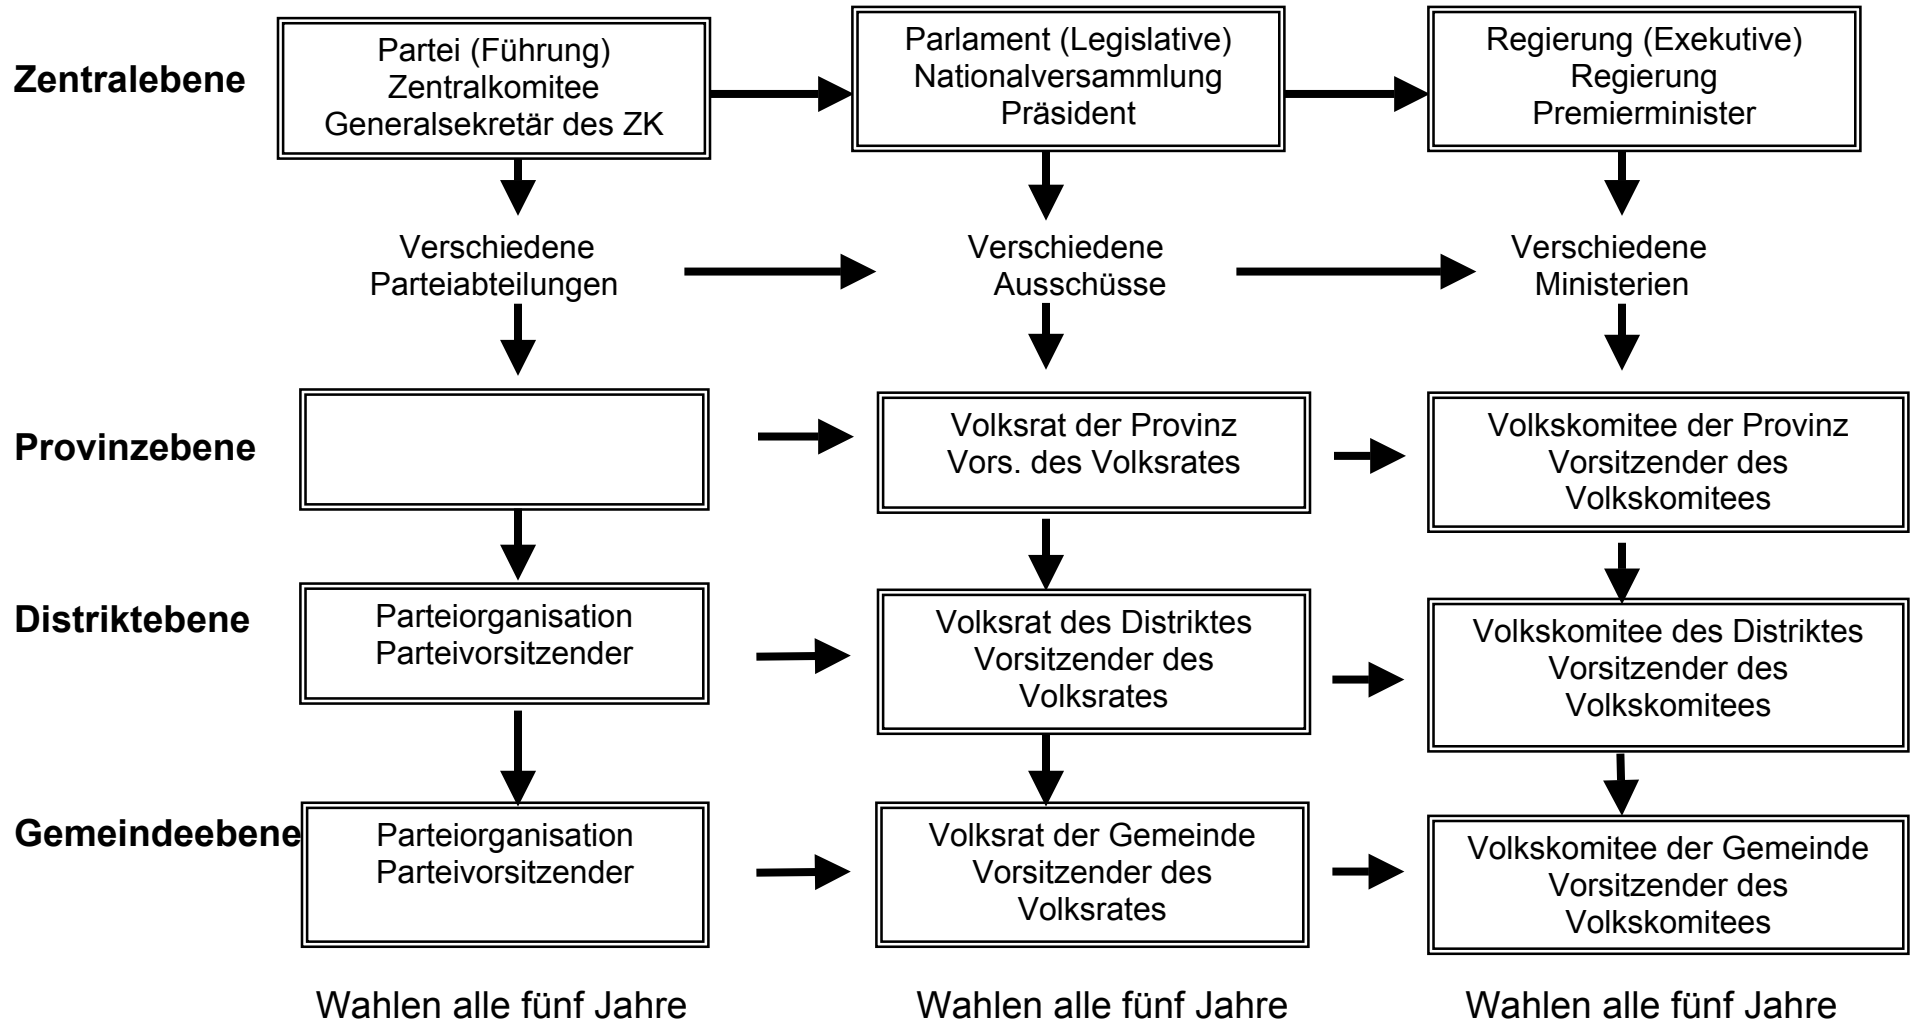 Zentralebene
Partei (Führung)
Zentralkomitee
Generalsekretär des ZK
Parlament (Legislative)
Nationalversammlung
Präsident
Regierung (Exekutive)
Regierung
Premierminister
Verschiedene
Parteiabteilungen
Verschiedene
Ausschüsse
Verschiedene
Ministerien
Provinzebene
Volksrat der Provinz
Vors. des Volksrates
Volkskomitee der Provinz
Vorsitzender des
Volkskomitees
Distriktebene
Parteiorganisation
Parteivorsitzender
Volksrat des Distriktes
Vorsitzender des
Volksrates
Volkskomitee des Distriktes
Vorsitzender des
Volkskomitees
Gemeindeebene
Parteiorganisation
Parteivorsitzender
Volksrat der Gemeinde
Vorsitzender des
Volksrates
Volkskomitee der Gemeinde
Vorsitzender des
Volkskomitees
Wahlen alle fünf Jahre
Wahlen alle fünf Jahre
Wahlen alle fünf Jahre